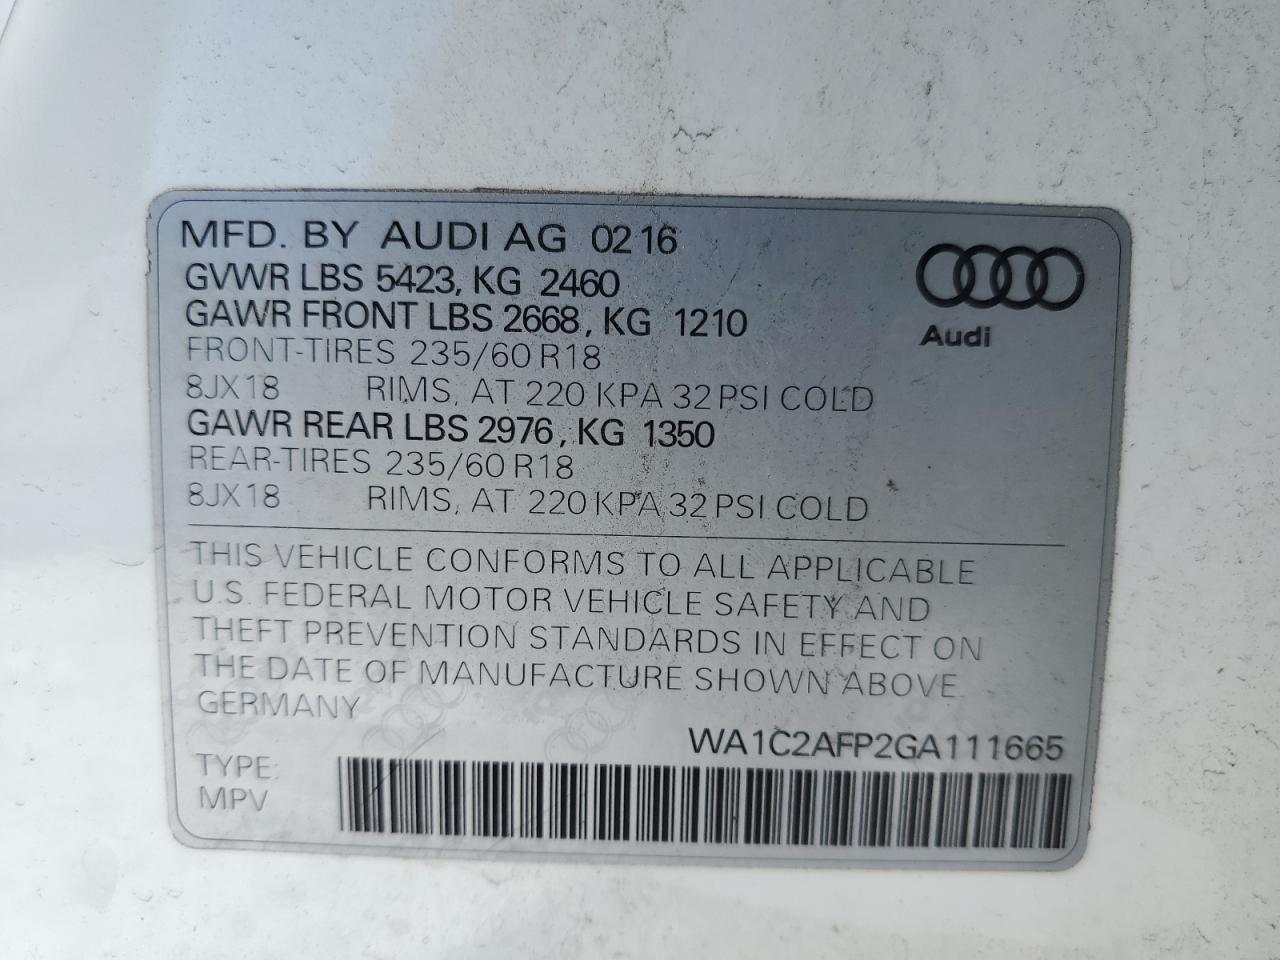 MFD. BY AUDI AG 02 16
GVWR LBS 5423, KG 2460
GAWR FRONT LBS 2668, KG 1210
FRONT-TIRES 235/60 R18
8JX18 RIMS, AT 220 KPA 32 PSI COLD
GAWR REAR LBS 2976, KG 1350
REAR-TIRES 235/60 R18
8JX18 RIMS, AT 220 KPA 32 PSI COLD
Audi
THIS VEHICLE CONFORMS TO ALL APPLICABLE
U.S. FEDERAL MOTOR VEHICLE SAFETY AND
THEFT PREVENTION STANDARDS IN EFFECT ON
THE DATE OF MANUFACTURE SHOWN ABOVE.
GERMANY
WA1C2AFP2GA111665
TYPE:
MPV